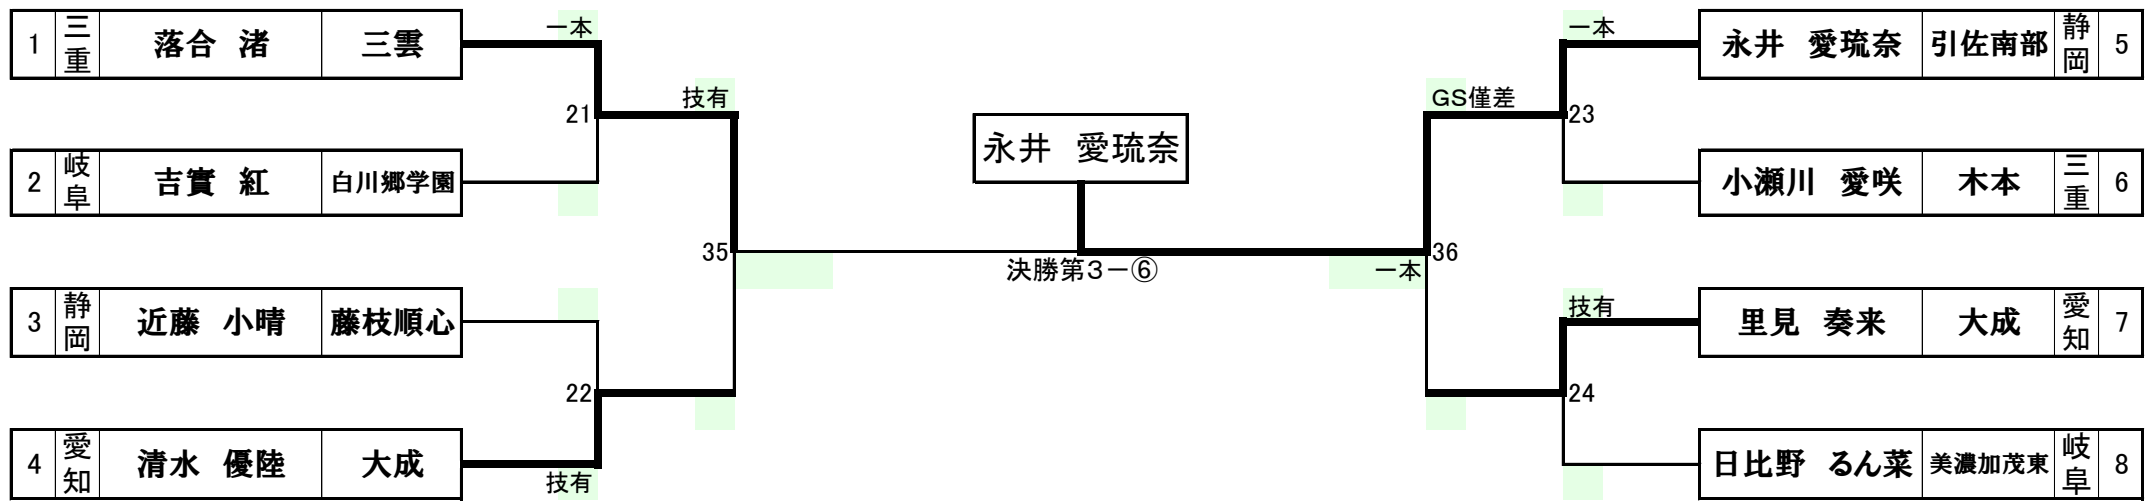 1 三重 落合 渚 三雲
一本
21
2 岐阜 吉實 紅 白川郷学園
技有
35
3 静岡 近藤 小晴 藤枝順心
22
4 愛知 清水 優陸 大成
技有
永井 愛琉奈
決勝第3－⑥
一本
永井 愛琉奈 引佐南部 静岡 5
一本
23
小瀬川 愛咲 木本 三重 6
GS僅差
36
里見 奏来 大成 愛知 7
技有
24
日比野 るん菜 美濃加茂東 岐阜 8